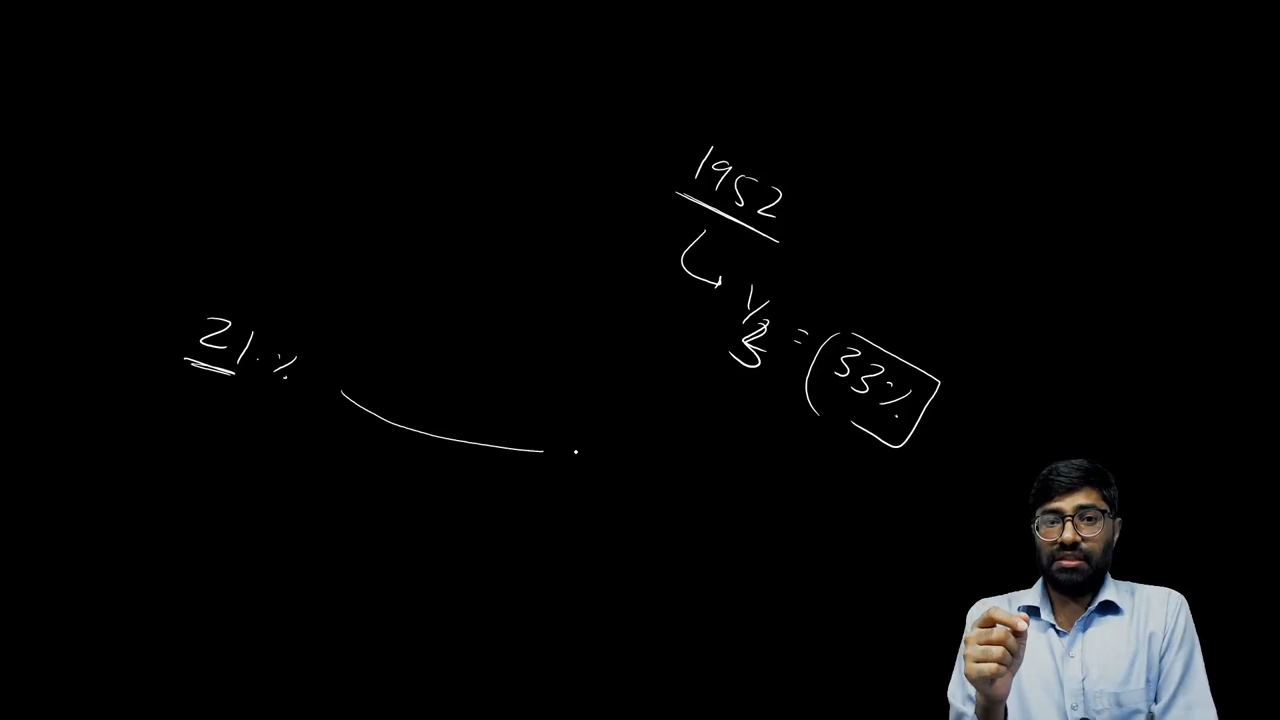 1952
1/3 = 33%
21%